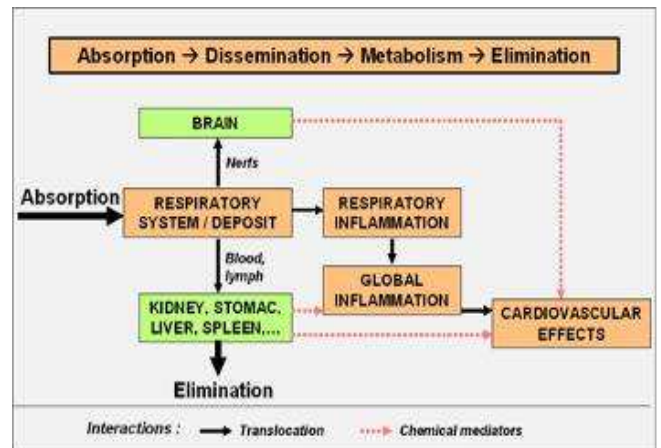 Absorption → Dissemination → Metabolism → Elimination
BRAIN
Nerfs
Absorption
RESPIRATORY
SYSTEM / DEPOSIT
RESPIRATORY
INFLAMMATION
Blood,
lymph
GLOBAL
INFLAMMATION
KIDNEY, STOMAC,
LIVER, SPLEEN,...
CARDIOVASCULAR
EFFECTS
Elimination
Interactions :
Translocation
Chemical mediators